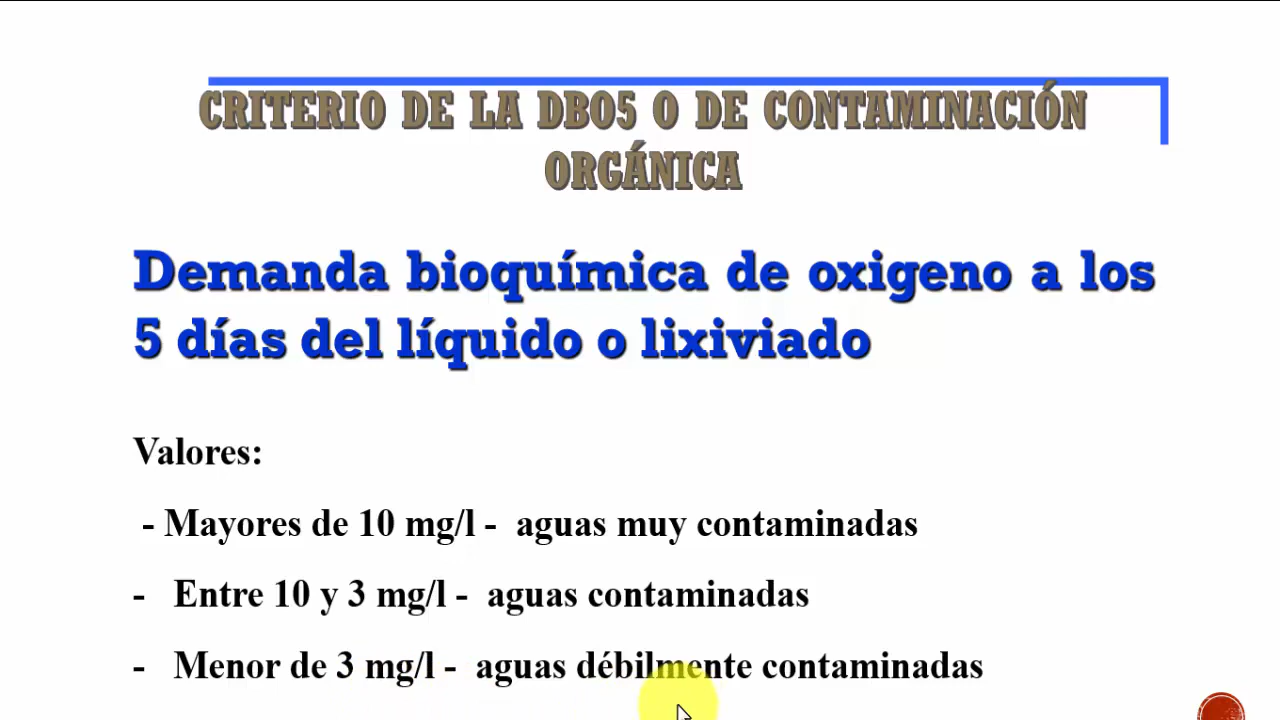 CRITERIO DE LA DBO5 O DE CONTAMINACIÓN
ORGÁNICA
Demanda bioquímica de oxigeno a los
5 días del líquido o lixiviado
Valores:
- Mayores de 10 mg/l - aguas muy contaminadas
- Entre 10 y 3 mg/l - aguas contaminadas
- Menor de 3 mg/l - aguas débilmente contaminadas